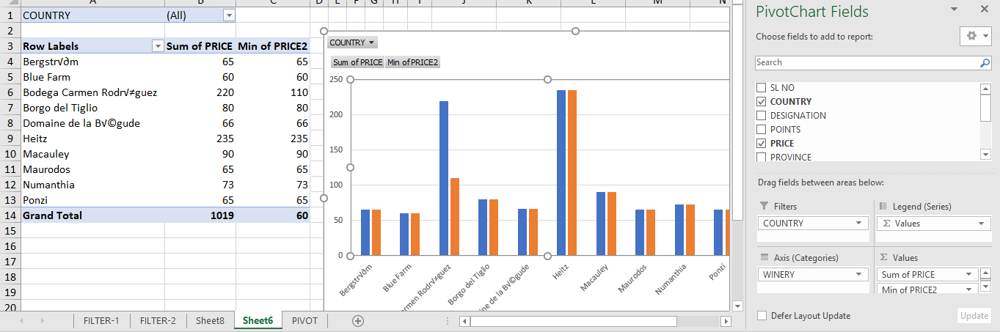 A B C D E F G H I J K L M N
1 COUNTRY (All)
2
3 Row Labels Sum of PRICE Min of PRICE2
4 Bergstr√∂m 65 65
5 Blue Farm 60 60
6 Bodega Carmen Rodr√≠guez 220 110
7 Borgo del Tiglio 80 80
8 Domaine de la B√©gude 66 66
9 Heitz 235 235
10 Macauley 90 90
11 Maurodos 65 65
12 Numanthia 73 73
13 Ponzi 65 65
14 Grand Total 1019 60
15
16
17
18
19
20
COUNTRY
Sum of PRICE Min of PRICE2
250
200
150
100
50
0
Bergstr√∂m
Blue Farm
armen Rodr√≠guez
Borgo del Tiglio
ine de la B√©gude
Heitz
Macauley
Maurodos
Numanthia
Ponzi
FILTER-1 FILTER-2 Sheet8 Sheet6 PIVOT
PivotChart Fields
Choose fields to add to report:
Search
SL NO
COUNTRY
DESIGNATION
POINTS
PRICE
PROVINCE
Drag fields between areas below:
Filters
COUNTRY
Legend (Series)
Σ Values
Axis (Categories)
WINERY
Σ Values
Sum of PRICE
Min of PRICE2
Defer Layout Update
Update